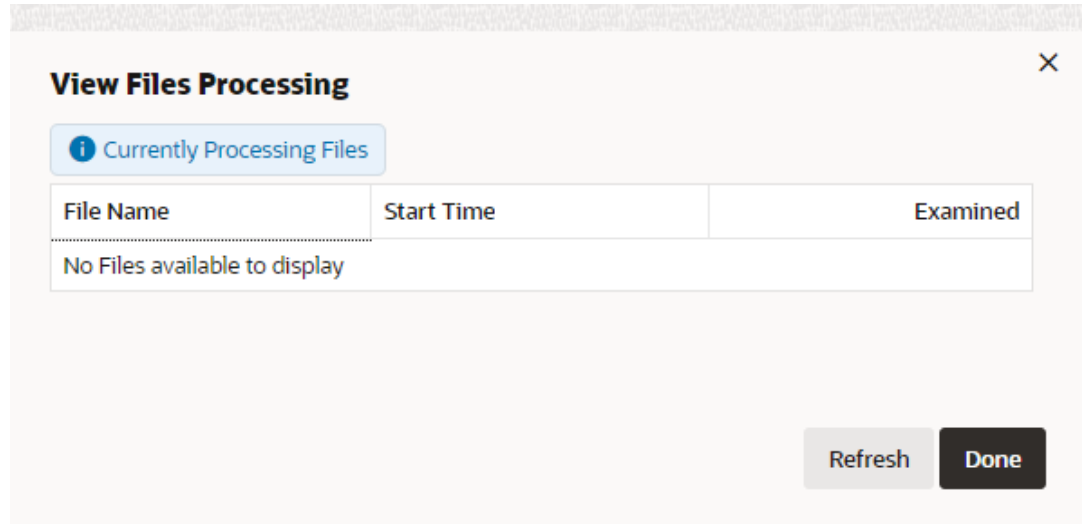 View Files Processing
Currently Processing Files
File Name Start Time Examined
No Files available to display
Refresh Done